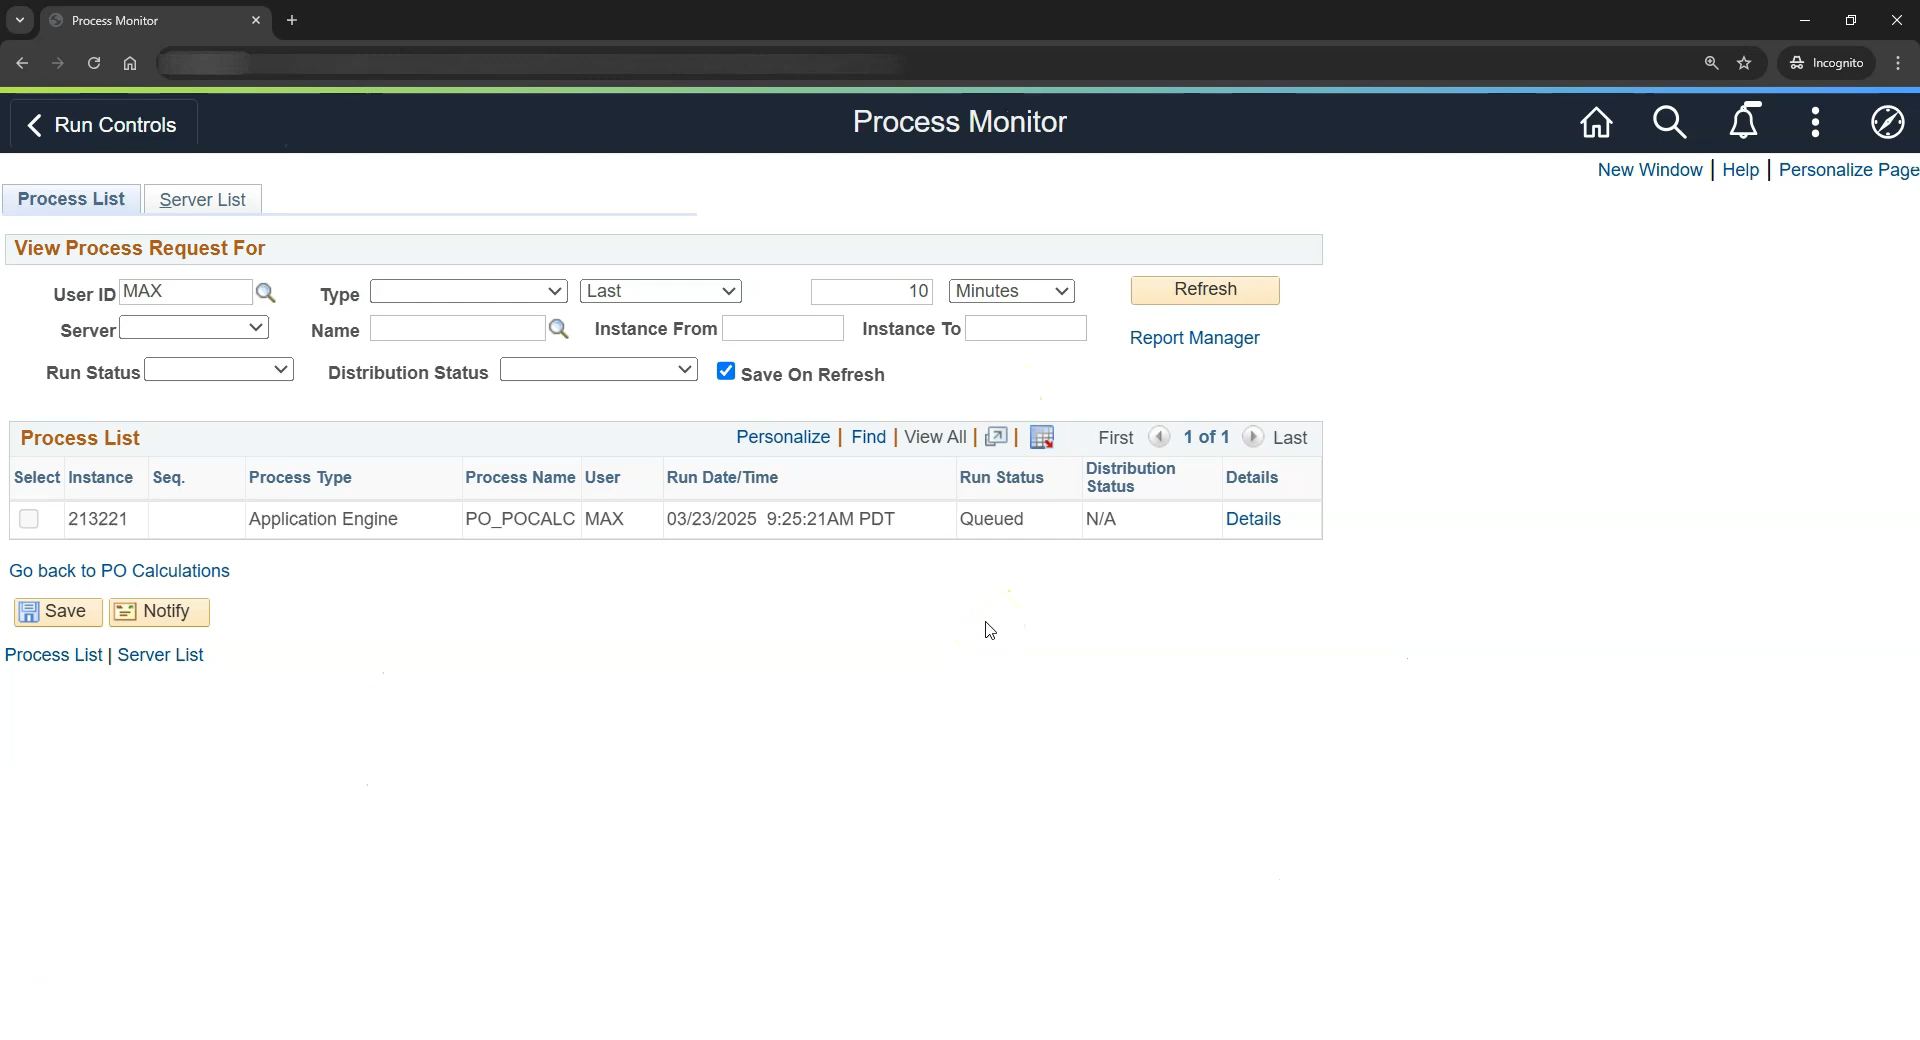 Process Monitor
Incognito
Run Controls
Process Monitor
New Window | Help | Personalize Page
Process List
Server List
View Process Request For
User ID MAX Type Last 10 Minutes Refresh
Server Name Instance From Instance To Report Manager
Run Status Distribution Status Save On Refresh
Process List Personalize | Find | View All | | First 1 of 1 Last
Select Instance Seq. Process Type Process Name User Run Date/Time Run Status Distribution Status Details
213221 Application Engine PO_POCALC MAX 03/23/2025 9:25:21AM PDT Queued N/A Details
Go back to PO Calculations
Save Notify
Process List | Server List